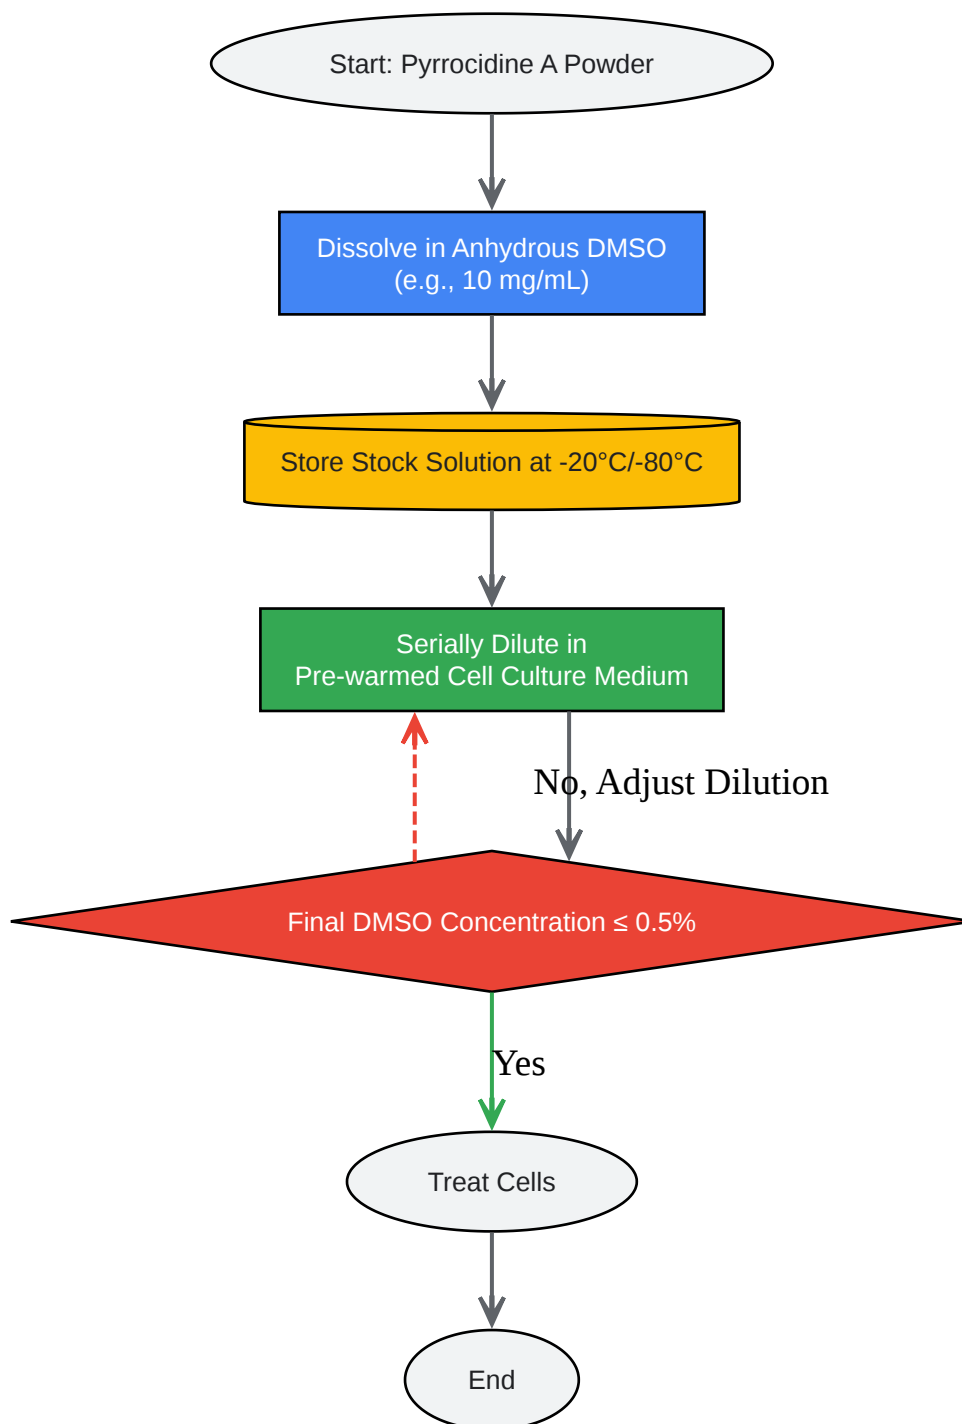 Start: Pyrrocidine A Powder
Dissolve in Anhydrous DMSO
(e.g., 10 mg/mL)
Store Stock Solution at -20°C/-80°C
Serially Dilute in
Pre-warmed Cell Culture Medium
No, Adjust Dilution
Final DMSO Concentration ≤ 0.5%
Yes
Treat Cells
End